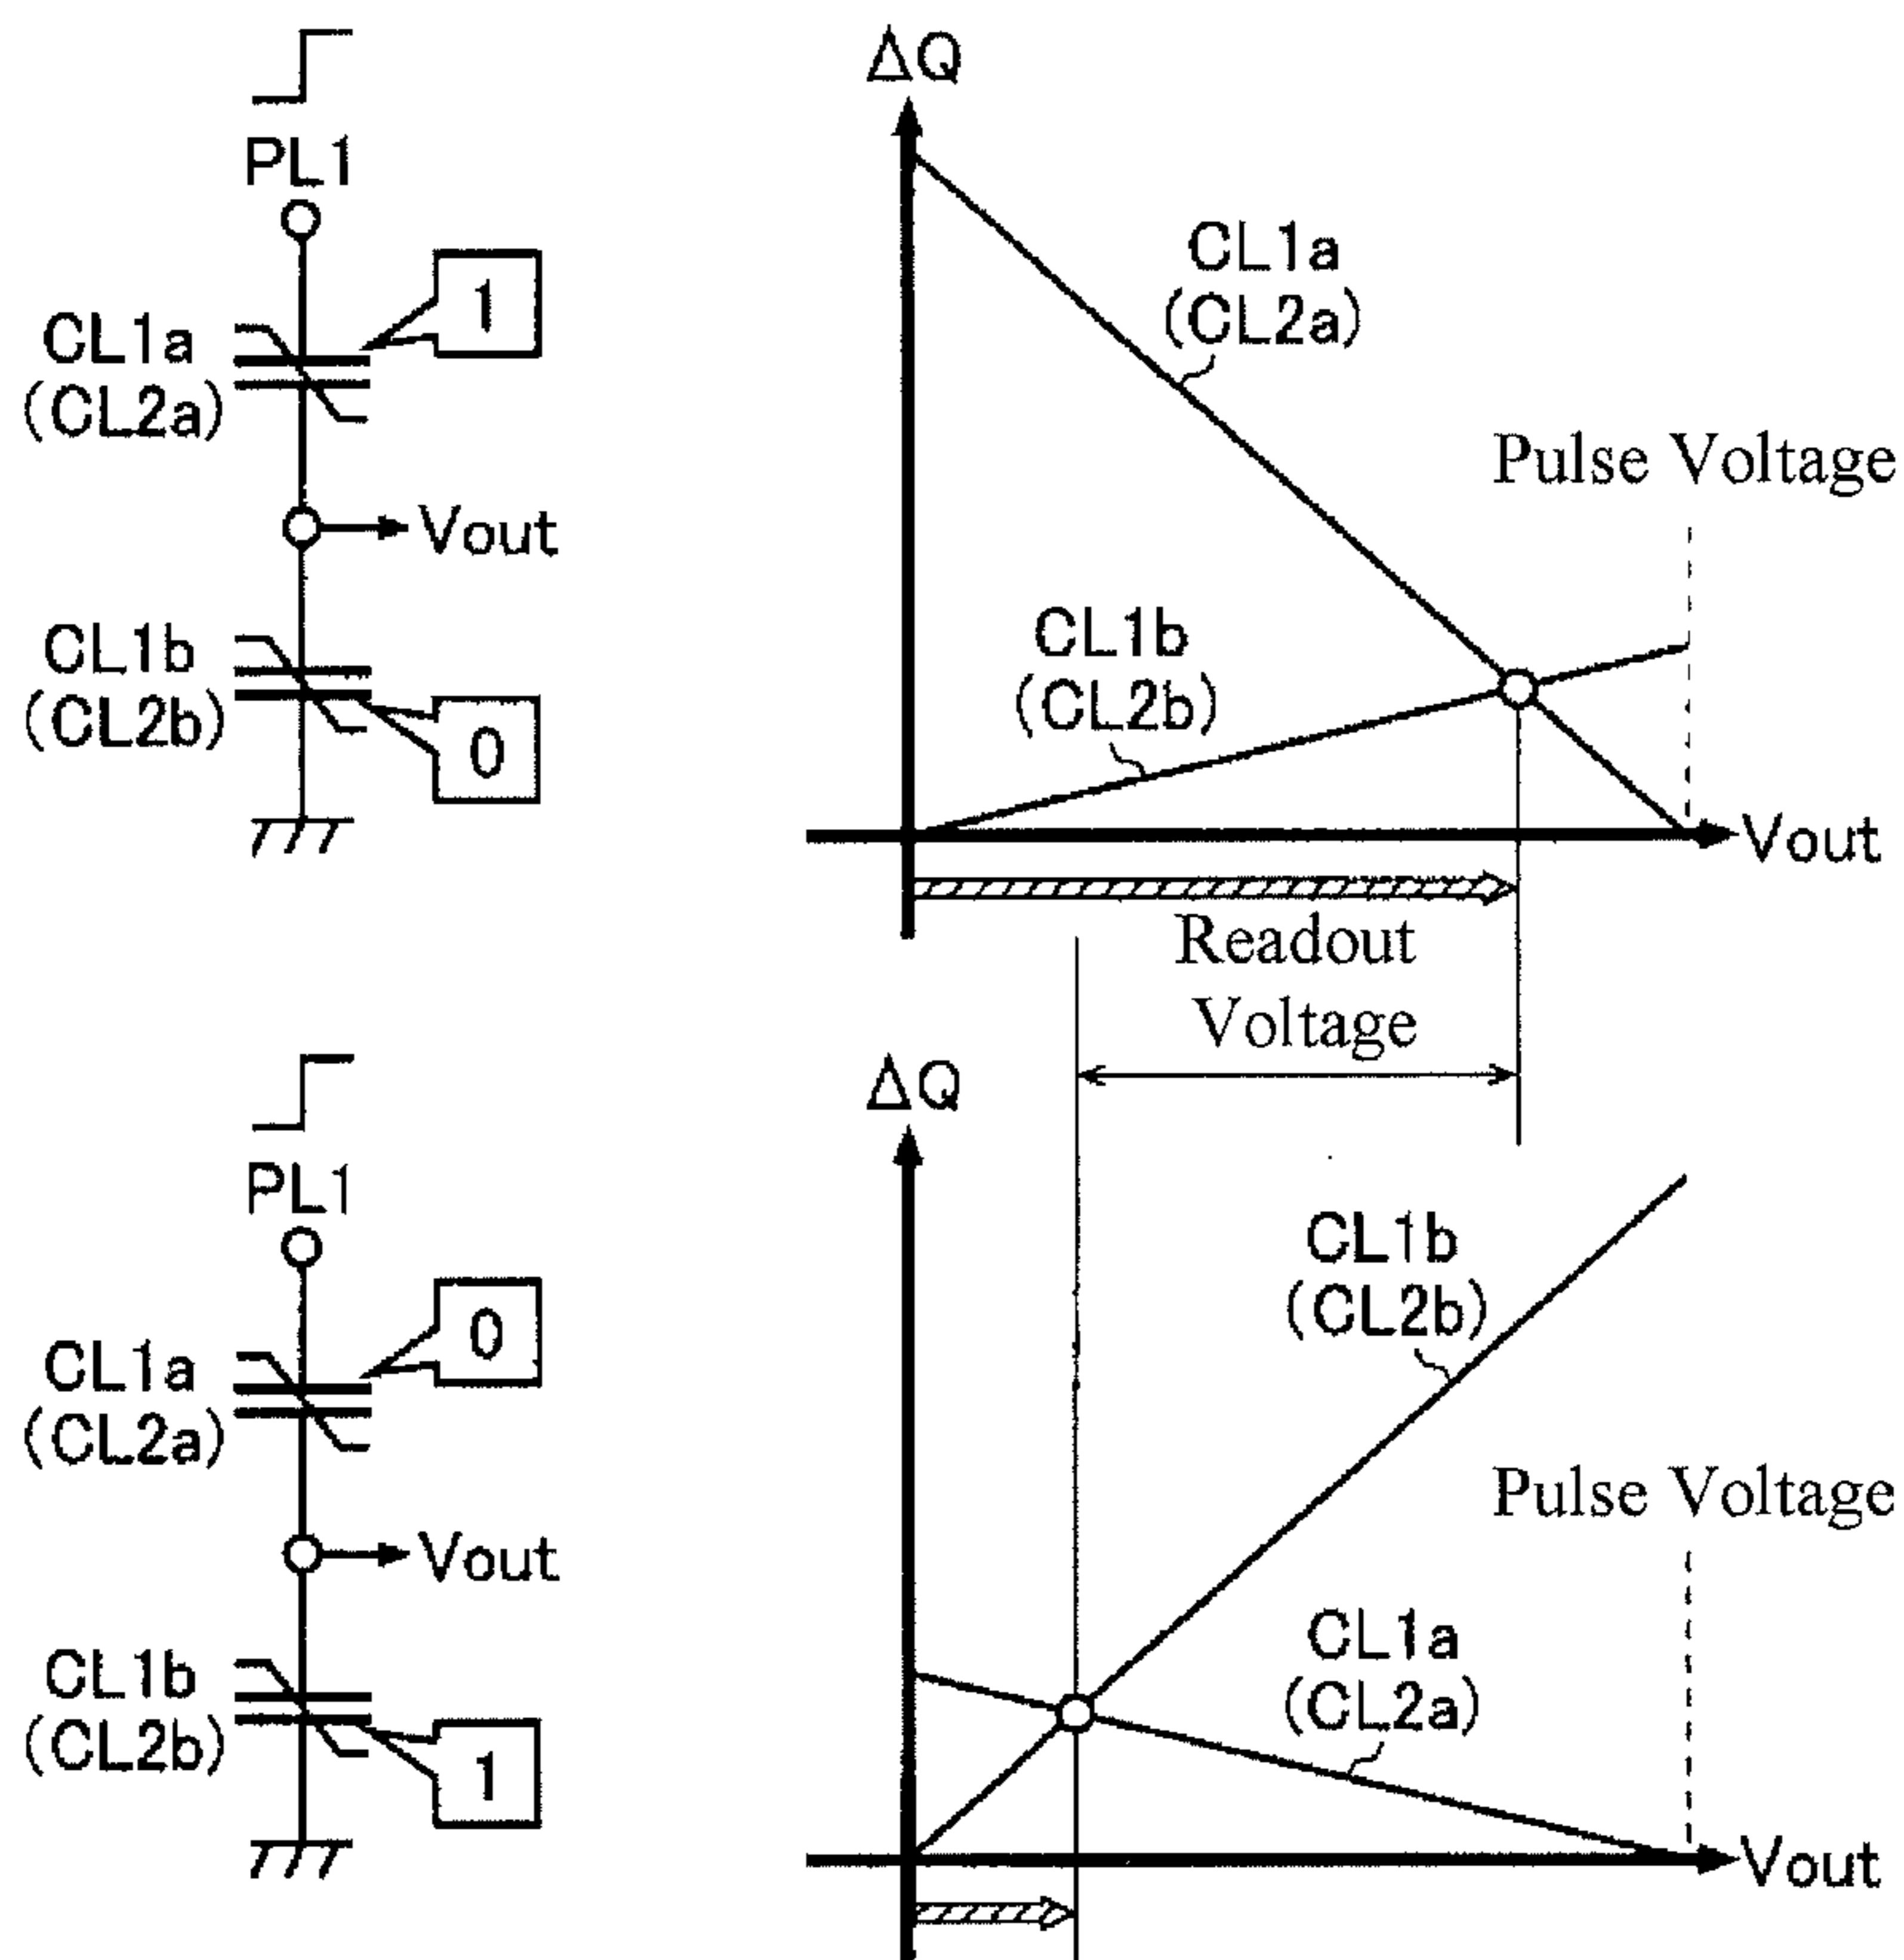 PL1
CL1a
(CL2a)
1
Vout
CL1b
(CL2b)
0
ΔQ
CL1a
(CL2a)
Pulse Voltage
CL1b
(CL2b)
Vout
Readout
Voltage
PL1
CL1a
(CL2a)
0
Vout
CL1b
(CL2b)
1
ΔQ
CL1b
(CL2b)
Pulse Voltage
CL1a
(CL2a)
Vout